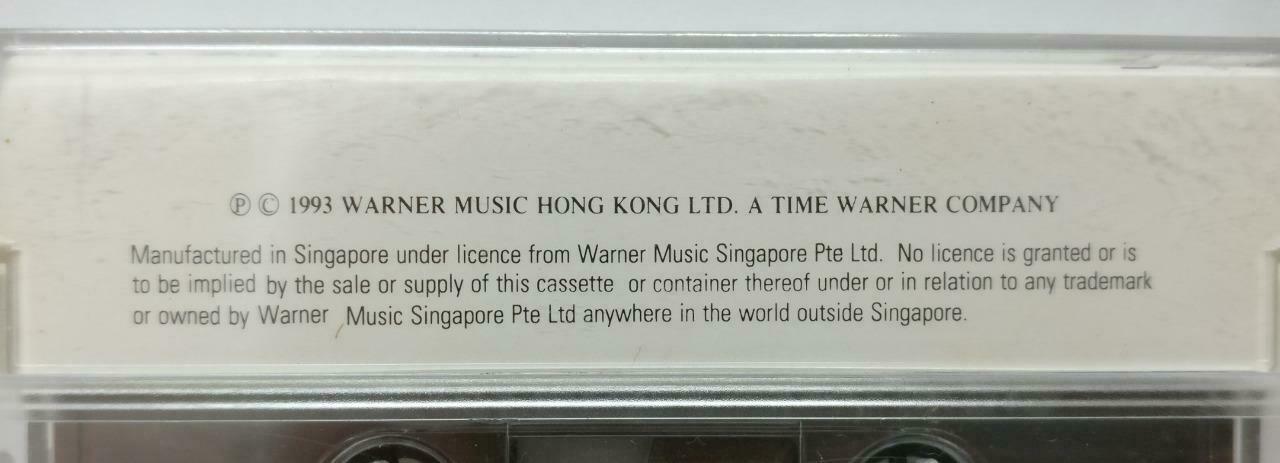 Ⓟ © 1993 WARNER MUSIC HONG KONG LTD. A TIME WARNER COMPANY
Manufactured in Singapore under licence from Warner Music Singapore Pte Ltd. No licence is granted or is
to be implied by the sale or supply of this cassette or container thereof under or in relation to any trademark
or owned by Warner Music Singapore Pte Ltd anywhere in the world outside Singapore.